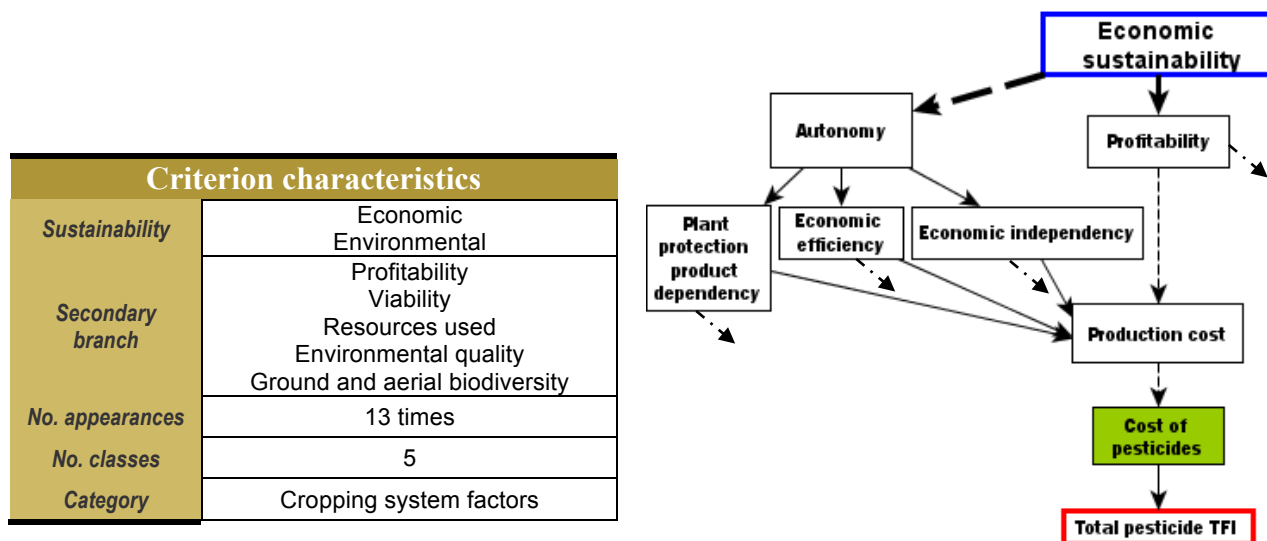 Criterion characteristics
Sustainability
Economic
Environmental
Secondary
branch
Profitability
Viability
Resources used
Environmental quality
Ground and aerial biodiversity
No. appearances
13 times
No. classes
5
Category
Cropping system factors
Economic
sustainability
Autonomy
Profitability
Plant
protection
product
dependency
Economic
efficiency
Economic independency
Production cost
Cost of
pesticides
Total pesticide TFI